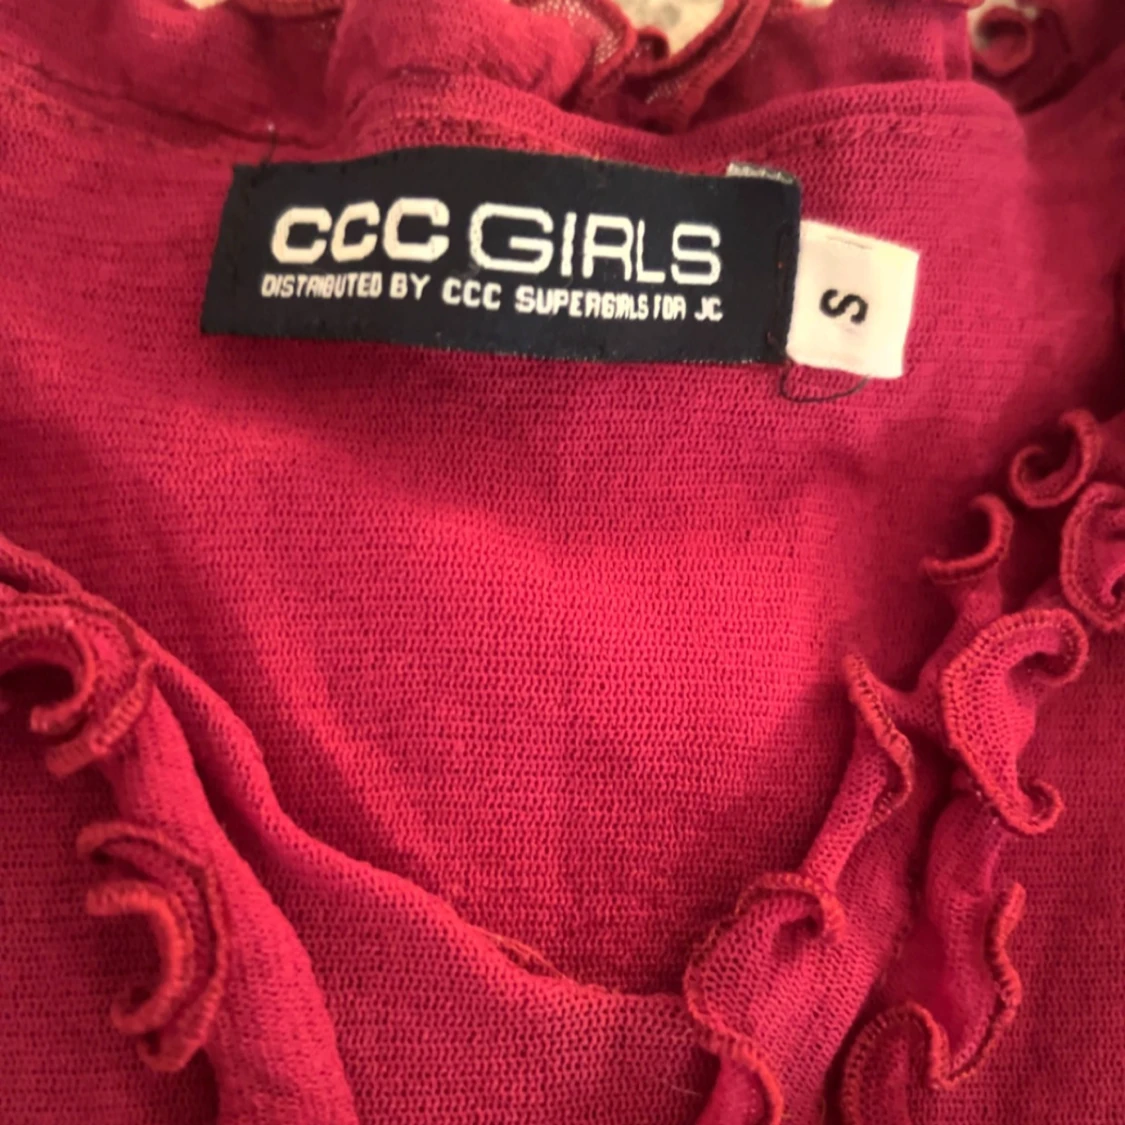 CCC GIRLS
DISTRIBUTED BY CCC SUPERGIRLS FOR JC
S